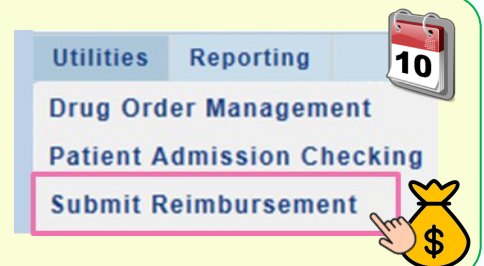 Utilities Reporting
10
Drug Order Management
Patient Admission Checking
Submit Reimbursement
$